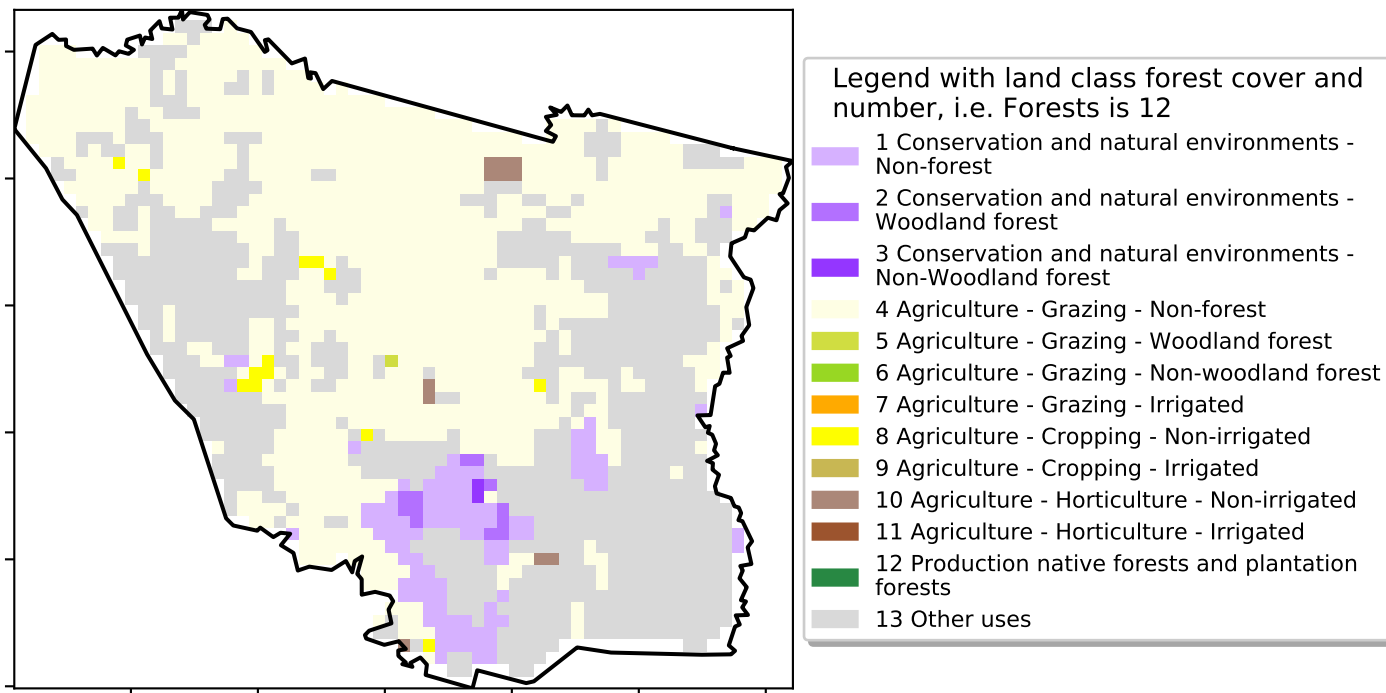 Legend with land class forest cover and
number, i.e. Forests is 12
1 Conservation and natural environments -
Non-forest
2 Conservation and natural environments -
Woodland forest
3 Conservation and natural environments -
Non-Woodland forest
4 Agriculture - Grazing - Non-forest
5 Agriculture - Grazing - Woodland forest
6 Agriculture - Grazing - Non-woodland forest
7 Agriculture - Grazing - Irrigated
8 Agriculture - Cropping - Non-irrigated
9 Agriculture - Cropping - Irrigated
10 Agriculture - Horticulture - Non-irrigated
11 Agriculture - Horticulture - Irrigated
12 Production native forests and plantation
forests
13 Other uses